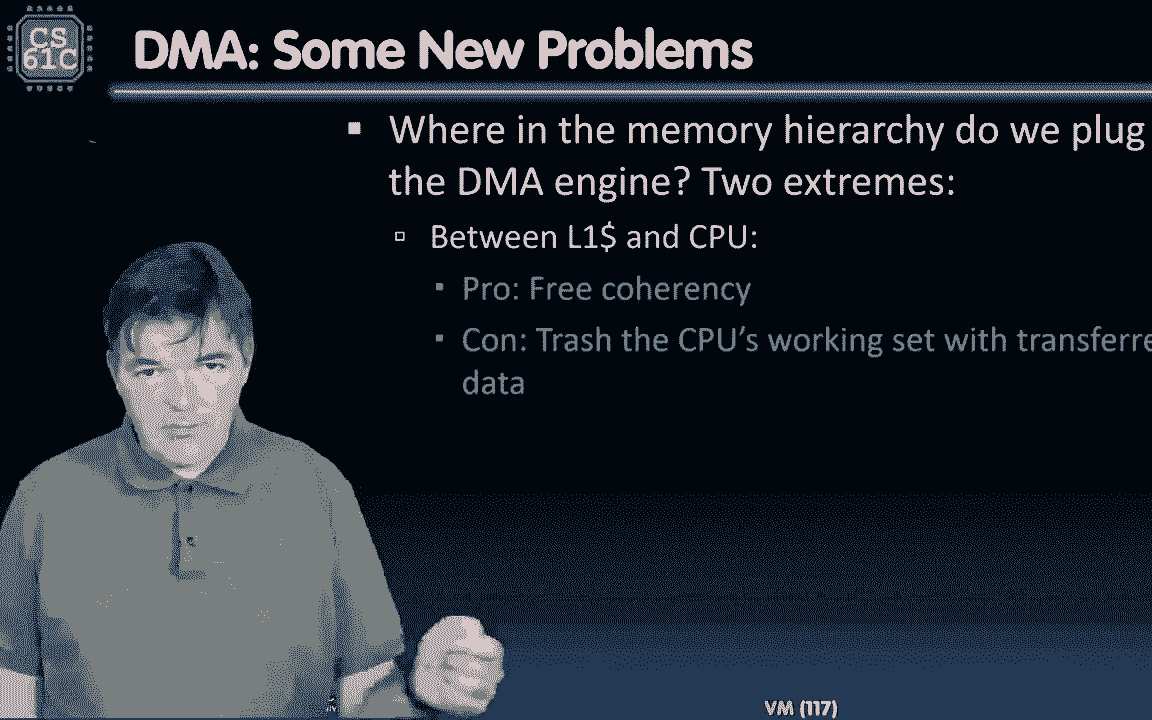 CS
61C
DMA: Some New Problems
▪ Where in the memory hierarchy do we plug
the DMA engine? Two extremes:
▫ Between L1$ and CPU:
▪ Pro: Free coherency
▪ Con: Trash the CPU’s working set with transferre
data
VM (117)